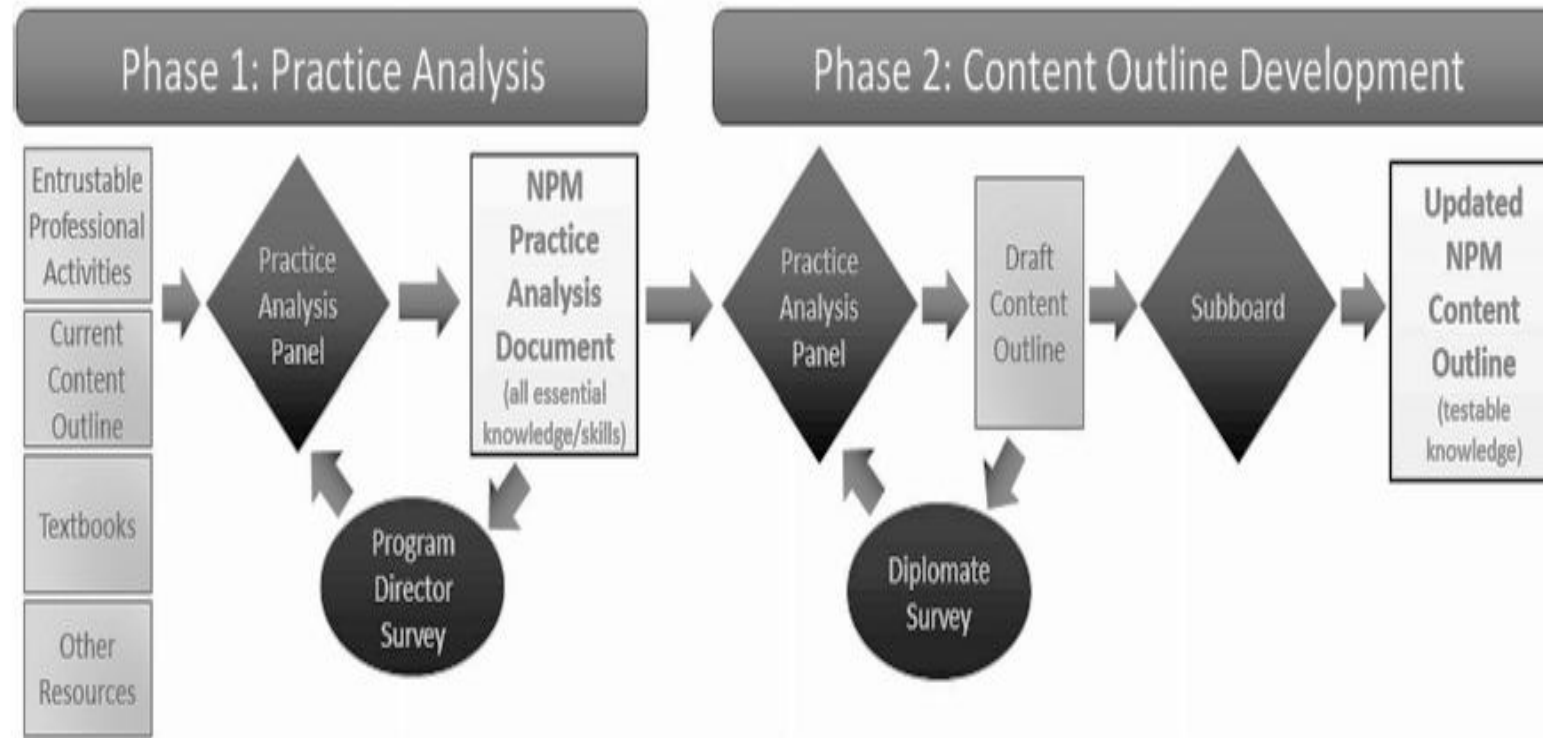 Phase 1: Practice Analysis
Entrustable
Professional
Activities
Current
Content
Outline
Textbooks
Other
Resources
Practice
Analysis
Panel
NPM
Practice
Analysis
Document
(all essential
knowledge/skills)
Program
Director
Survey
Phase 2: Content Outline Development
Practice
Analysis
Panel
Draft
Content
Outline
Diplomate
Survey
Subboard
Updated
NPM
Content
Outline
(testable
knowledge)